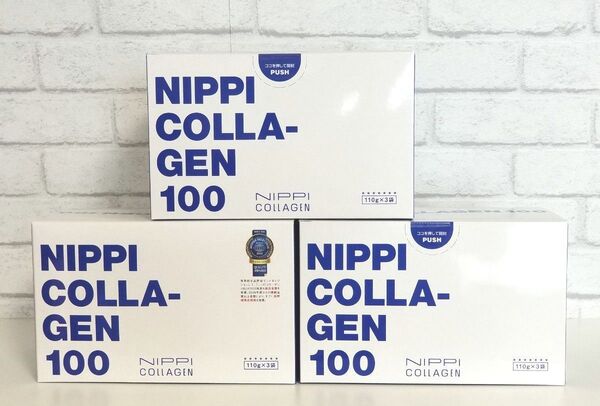 ココを押して開封
PUSH
NIPPI
COLLA-
GEN
100
NIPPI
COLLAGEN
110g×3袋
NIPPI
COLLA-
GEN
100
NIPPI
COLLAGEN
110g×3袋
ココを押して開封
PUSH
NIPPI
COLLA-
GEN
100
NIPPI
COLLAGEN
110g×3袋